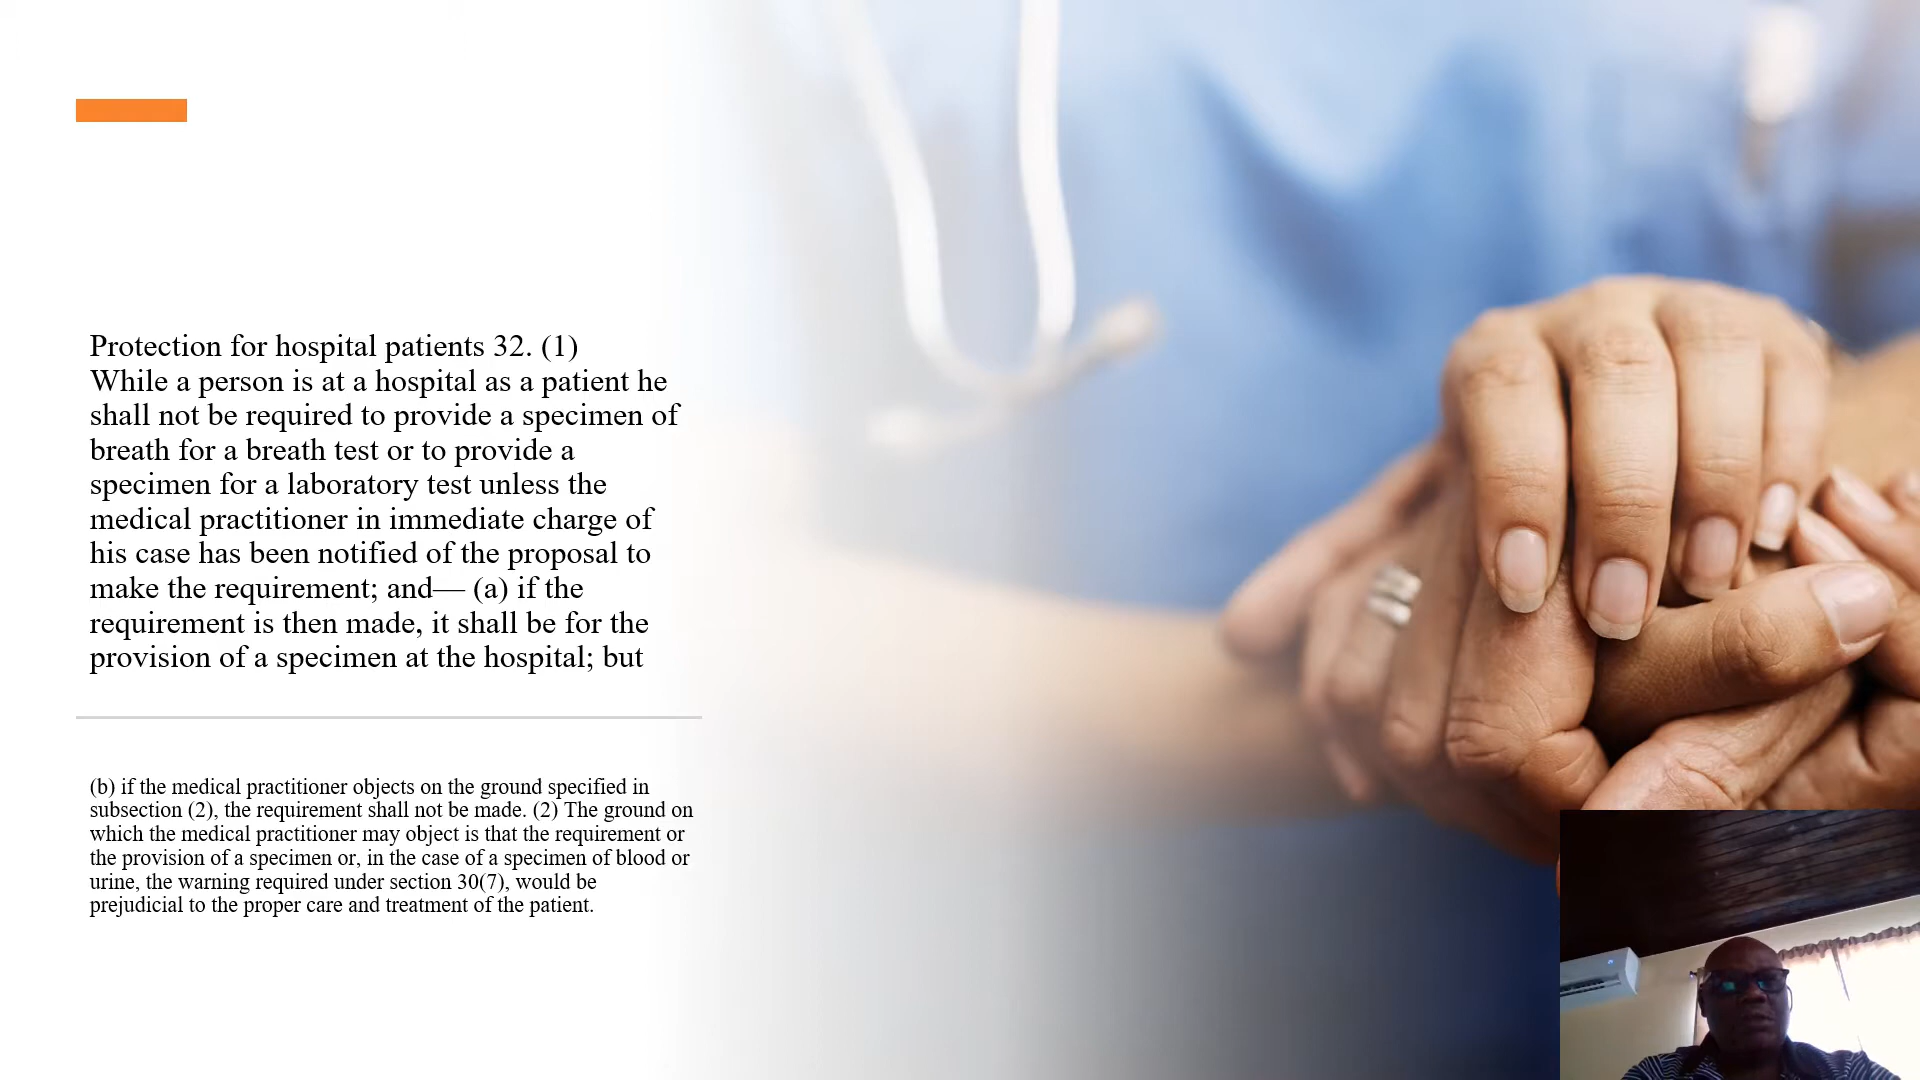 Protection for hospital patients 32. (1)
While a person is at a hospital as a patient he
shall not be required to provide a specimen of
breath for a breath test or to provide a
specimen for a laboratory test unless the
medical practitioner in immediate charge of
his case has been notified of the proposal to
make the requirement; and— (a) if the
requirement is then made, it shall be for the
provision of a specimen at the hospital; but
(b) if the medical practitioner objects on the ground specified in
subsection (2), the requirement shall not be made. (2) The ground on
which the medical practitioner may object is that the requirement or
the provision of a specimen or, in the case of a specimen of blood or
urine, the warning required under section 30(7), would be
prejudicial to the proper care and treatment of the patient.